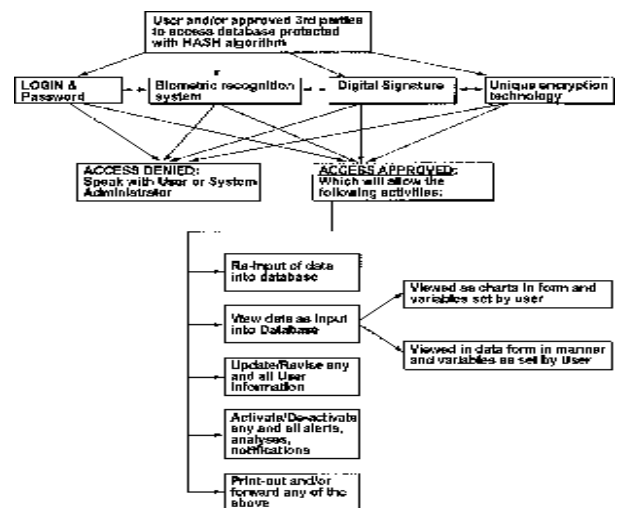 User and/or approved 3rd parties
to access database protected
with HASH algorithm
LOGIN &
Password
Biometric recognition
system
Digital Signature
Unique encryption
technology
ACCESS DENIED:
Speak with User or System
Administrator
ACCESS APPROVED:
Which will allow the
following activities:
Re-Input of data
into database
View data as Input
into Database
Viewed as charts in form and
variables set by user
Viewed in data form in manner
and variables as set by User
Update/Revise any
and all User
Information
Activate/De-activate
any and all alerts,
analyses,
notifications
Print-out and/or
forward any of the
above